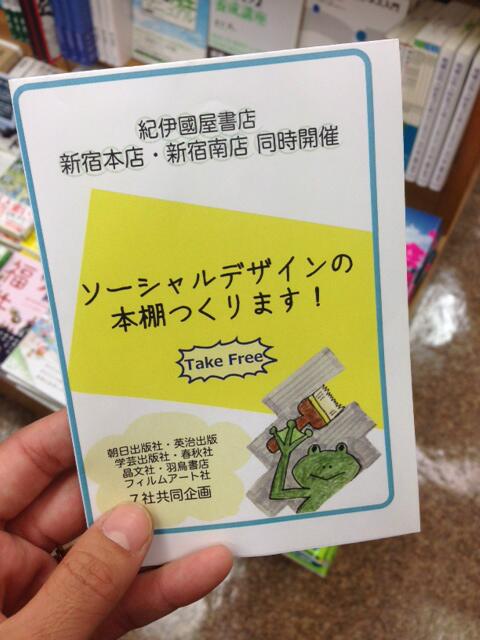 紀伊國屋書店
新宿本店・新宿南店 同時開催
ソーシャルデザインの
本棚つくります!
Take Free
朝日出版社・英治出版
学芸出版社・春秋社
晶文社・羽鳥書店
フィルムアート社
7社共同企画